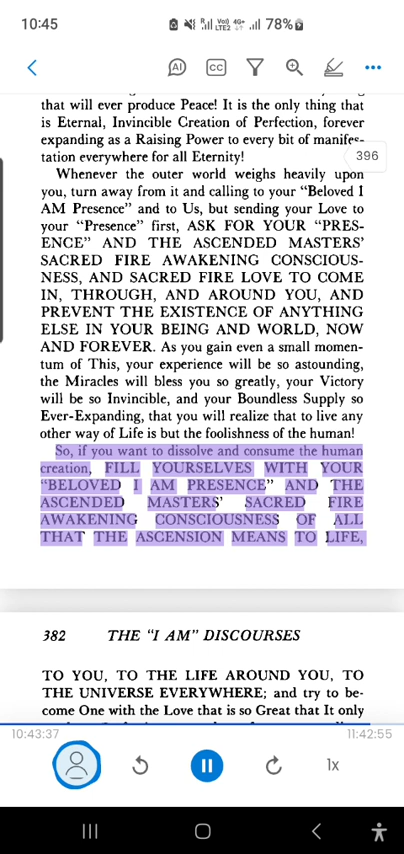 10:45
78%
AI
CC
that will ever produce Peace! It is the only thing that
is Eternal, Invincible Creation of Perfection, forever
expanding as a Raising Power to every bit of manifes-
tation everywhere for all Eternity!
396
Whenever the outer world weighs heavily upon
you, turn away from it and calling to your “Beloved I
AM Presence” and to Us, but sending your Love to
your “Presence” first, ASK FOR YOUR “PRES-
ENCE” AND THE ASCENDED MASTERS’
SACRED FIRE AWAKENING CONSCIOUS-
NESS, AND SACRED FIRE LOVE TO COME
IN, THROUGH, AND AROUND YOU, AND
PREVENT THE EXISTENCE OF ANYTHING
ELSE IN YOUR BEING AND WORLD, NOW
AND FOREVER. As you gain even a small momen-
tum of This, your experience will be so astounding,
the Miracles will bless you so greatly, your Victory
will be so Invincible, and your Boundless Supply so
Ever-Expanding, that you will realize that to live any
other way of Life is but the foolishness of the human!
So, if you want to dissolve and consume the human
creation, FILL YOURSELVES WITH YOUR
“BELOVED I AM PRESENCE” AND THE
ASCENDED MASTERS’ SACRED FIRE
AWAKENING CONSCIOUSNESS OF ALL
THAT THE ASCENSION MEANS TO LIFE,
382 THE “I AM” DISCOURSES
TO YOU, TO THE LIFE AROUND YOU, TO
THE UNIVERSE EVERYWHERE; and try to be-
come One with the Love that is so Great that It only
10:43:37
11:42:55
1x